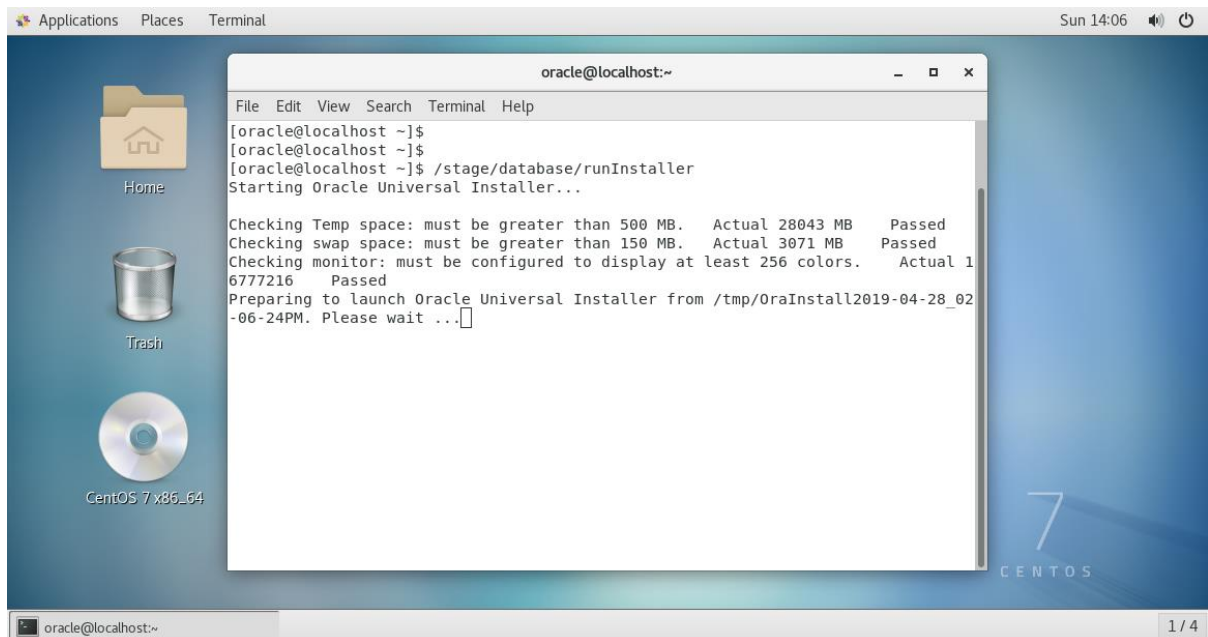 Applications Places Terminal Sun 14:06
oracle@localhost:~
File Edit View Search Terminal Help
[oracle@localhost ~]$
[oracle@localhost ~]$
[oracle@localhost ~]$ /stage/database/runInstaller
Starting Oracle Universal Installer...
Checking Temp space: must be greater than 500 MB.   Actual 28043 MB    Passed
Checking swap space: must be greater than 150 MB.   Actual 3071 MB    Passed
Checking monitor: must be configured to display at least 256 colors.    Actual 1
6777216    Passed
Preparing to launch Oracle Universal Installer from /tmp/OraInstall2019-04-28_02
-06-24PM. Please wait ...
Home
Trash
CentOS 7 x86_64
7
CENTOS
oracle@localhost:~
1 / 4